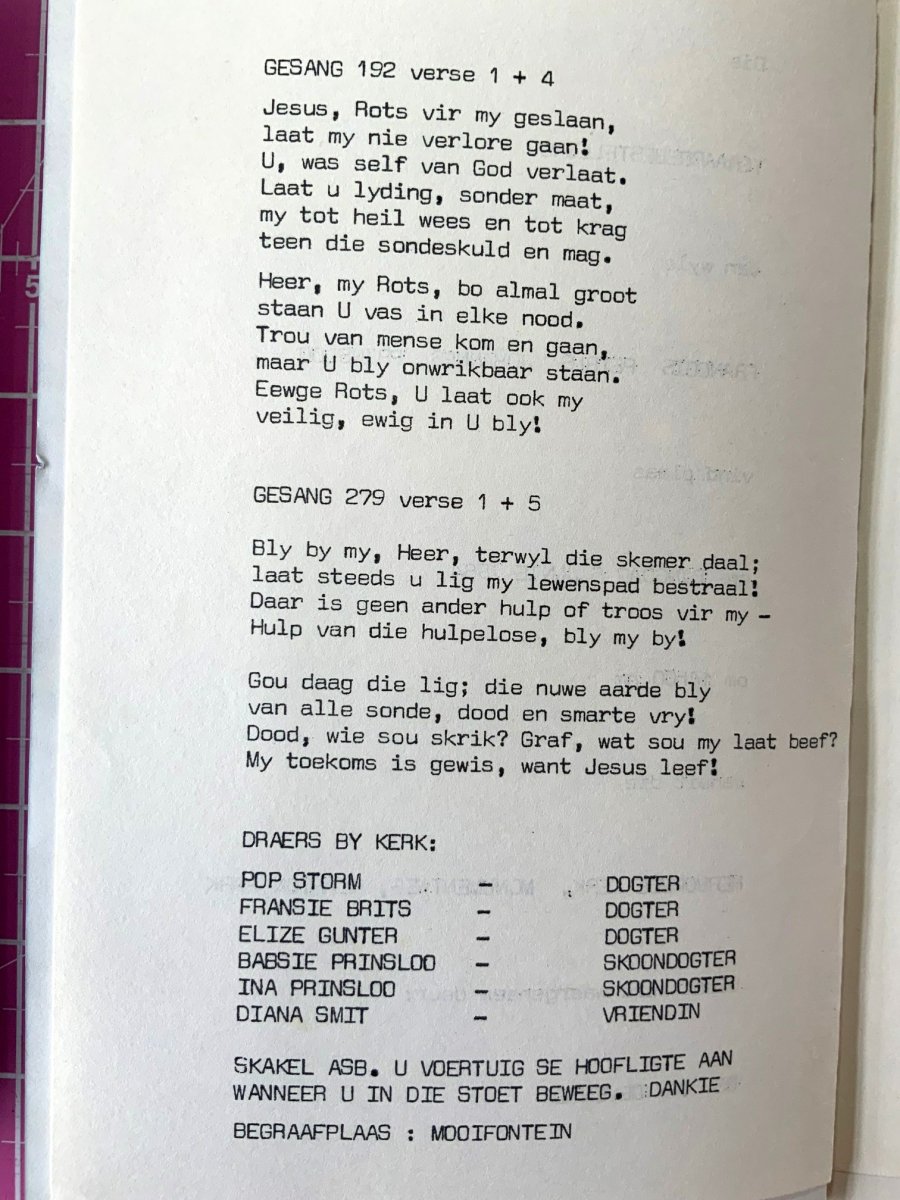 GESANG 192 verse 1 + 4
Jesus, Rots vir my geslaan,
laat my nie verlore gaan!
U, was self van God verlaat.
Laat u lyding, sonder maat,
my tot heil wees en tot krag
teen die sondeskuld en mag.
Heer, my Rots, bo almal groot
staan U vas in elke nood.
Trou van mense kom en gaan,
maar U bly onwrikbaar staan.
Eewge Rots, U laat ook my
veilig, ewig in U bly!
GESANG 279 verse 1 + 5
Bly by my, Heer, terwyl die skemer daal;
laat steeds u lig my lewenspad bestraal!
Daar is geen ander hulp of troos vir my –
Hulp van die hulpelose, bly my by!
Gou daag die lig; die nuwe aarde bly
van alle sonde, dood en smarte vry!
Dood, wie sou skrik? Graf, wat sou my laat beef?
My toekoms is gewis, want Jesus leef!
DRAERS BY KERK:
POP STORM – DOGTER
FRANSIE BRITS – DOGTER
ELIZE GUNTER – DOGTER
BABSIE PRINSLOO – SKOONDOGTER
INA PRINSLOO – SKOONDOGTER
DIANA SMIT – VRIENDIN
SKAKEL ASB. U VOERTUIG SE HOOFLIGTE AAN
WANNEER U IN DIE STOET BEWEEG. DANKIE
BEGRAAFPLAAS : MOOIFONTEIN
5